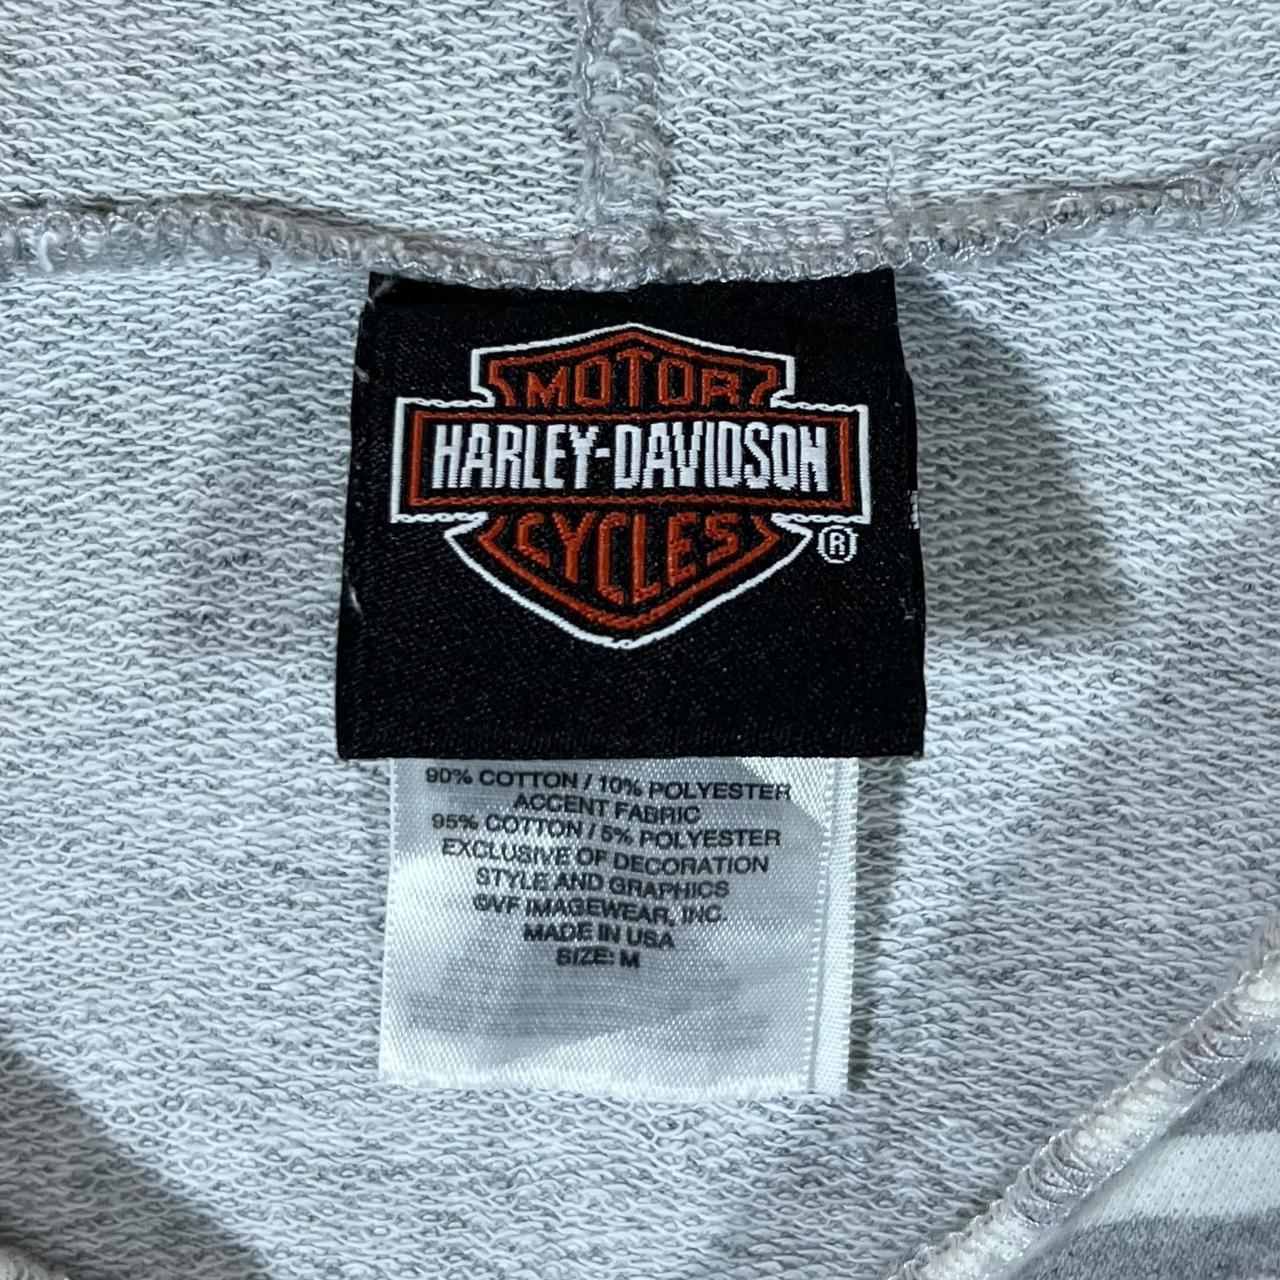 MOTOR
HARLEY-DAVIDSON
CYCLES
®
90% COTTON / 10% POLYESTER
ACCENT FABRIC
95% COTTON / 5% POLYESTER
EXCLUSIVE OF DECORATION
STYLE AND GRAPHICS
©VF IMAGEWEAR, INC.
MADE IN USA
SIZE: M